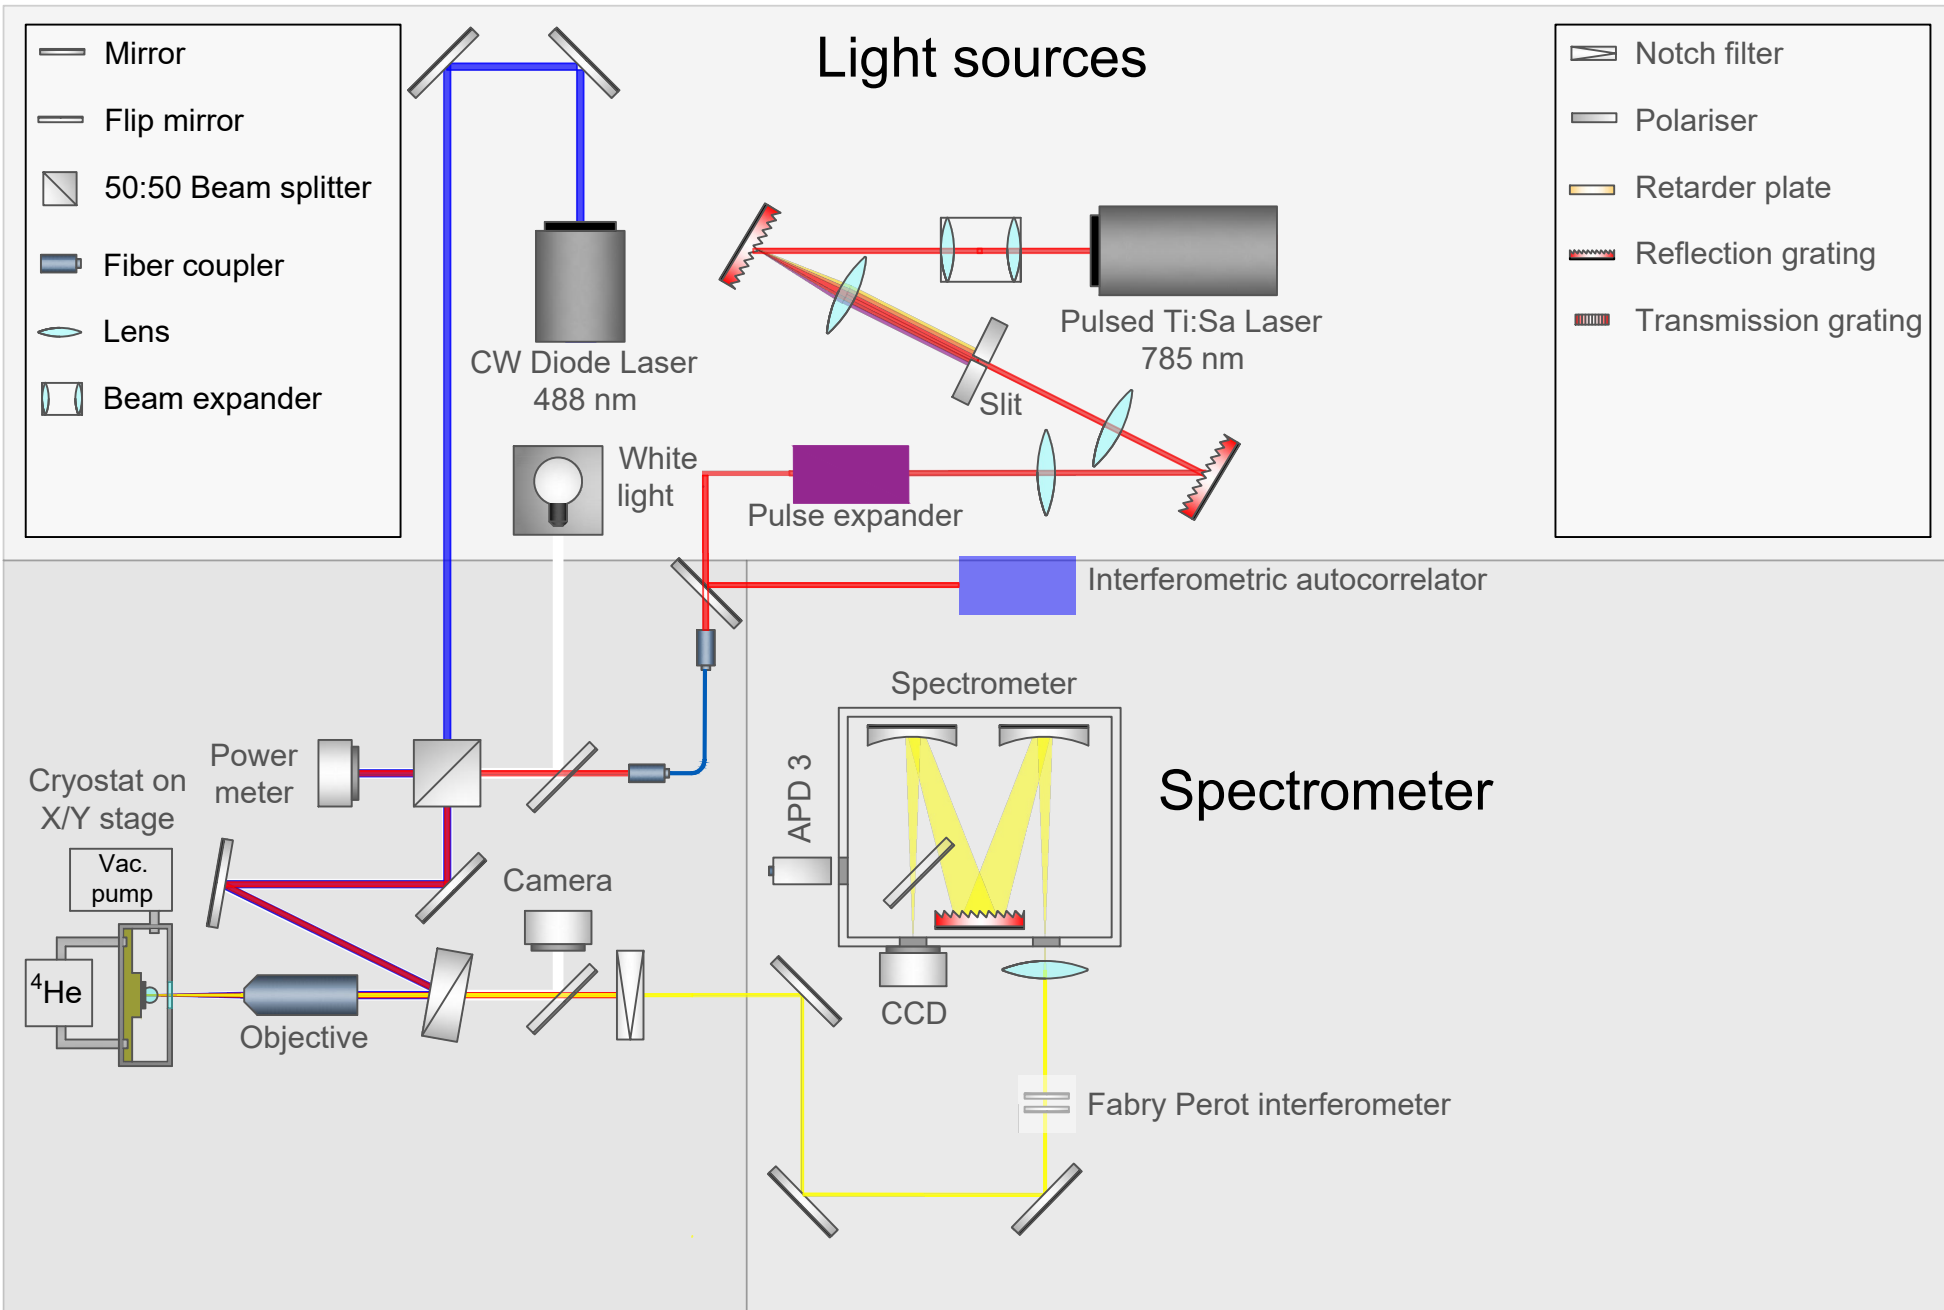 Light sources
Mirror
Flip mirror
50:50 Beam splitter
Fiber coupler
Lens
Beam expander
Notch filter
Polariser
Retarder plate
Reflection grating
Transmission grating
CW Diode Laser
488 nm
Pulsed Ti:Sa Laser
785 nm
Slit
White
light
Pulse expander
Interferometric autocorrelator
Spectrometer
Power
meter
Cryostat on
X/Y stage
Vac.
pump
⁴He
Objective
Camera
APD 3
Spectrometer
CCD
Fabry Perot interferometer